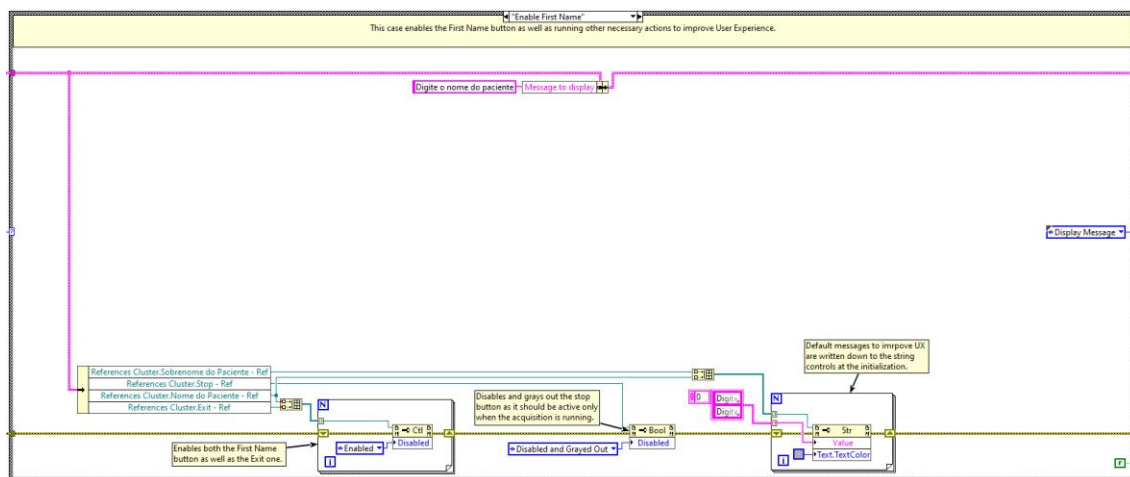 "Enable First Name"
This case enables the First Name button as well as running other necessary actions to improve User Experience.
Digite o nome do paciente
Message to display
Display Message
Default messages to imrpove UX
are written down to the string
controls at the initialization.
References Cluster.Sobrenome do Paciente - Ref
References Cluster.Stop - Ref
References Cluster.Nome do Paciente - Ref
References Cluster.Exit - Ref
Disables and grays out the stop
button as it should be active only
when the acquisition is running.
0
Digit
Digit
N
N
Ctl
Bool
Str
Enabled
Disabled
Disabled and Grayed Out
Disabled
Value
Text.TextColor
Enables both the First Name
button as well as the Exit one.
i
i
F